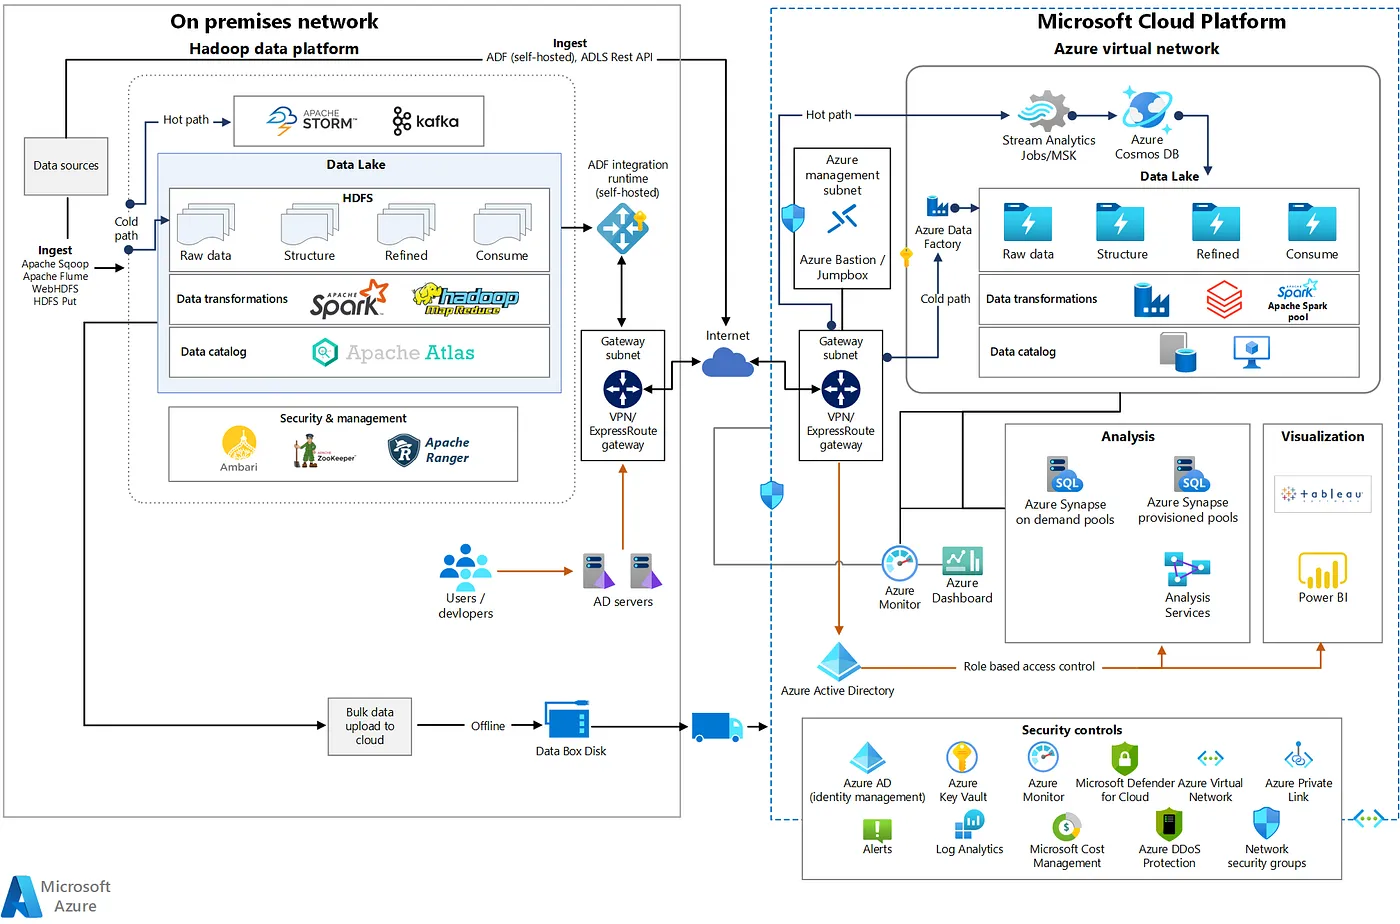 On premises network
Hadoop data platform
Ingest
ADF (self-hosted), ADLS Rest API
Data sources
Hot path
APACHE
STORM™
kafka
Cold
path
Ingest
Apache Sqoop
Apache Flume
WebHDFS
HDFS Put
Data Lake
HDFS
Raw data
Structure
Refined
Consume
Data transformations
APACHE
Spark™
hadoop
Map Reduce
Data catalog
Apache Atlas
Security & management
Ambari
APACHE
ZooKeeper™
Apache
Ranger
ADF integration
runtime
(self-hosted)
Gateway
subnet
VPN/
ExpressRoute
gateway
Internet
Users /
devlopers
AD servers
Bulk data
upload to
cloud
Offline
Data Box Disk
Microsoft Cloud Platform
Azure virtual network
Hot path
Stream Analytics
Jobs/MSK
Azure
Cosmos DB
Azure
management
subnet
Azure Bastion /
Jumpbox
Azure Data
Factory
Cold path
Data Lake
Raw data
Structure
Refined
Consume
Data transformations
Spark
Apache Spark
pool
Data catalog
Gateway
subnet
VPN/
ExpressRoute
gateway
Analysis
SQL
Azure Synapse
on demand pools
SQL
Azure Synapse
provisioned pools
Analysis
Services
Visualization
tableau
SOFTWARE
Power BI
Azure
Monitor
Azure
Dashboard
Azure Active Directory
Role based access control
Security controls
Azure AD
(identity management)
Azure
Key Vault
Azure
Monitor
Microsoft Defender
for Cloud
Azure Virtual
Network
Azure Private
Link
Alerts
Log Analytics
Microsoft Cost
Management
Azure DDoS
Protection
Network
security groups
Microsoft
Azure